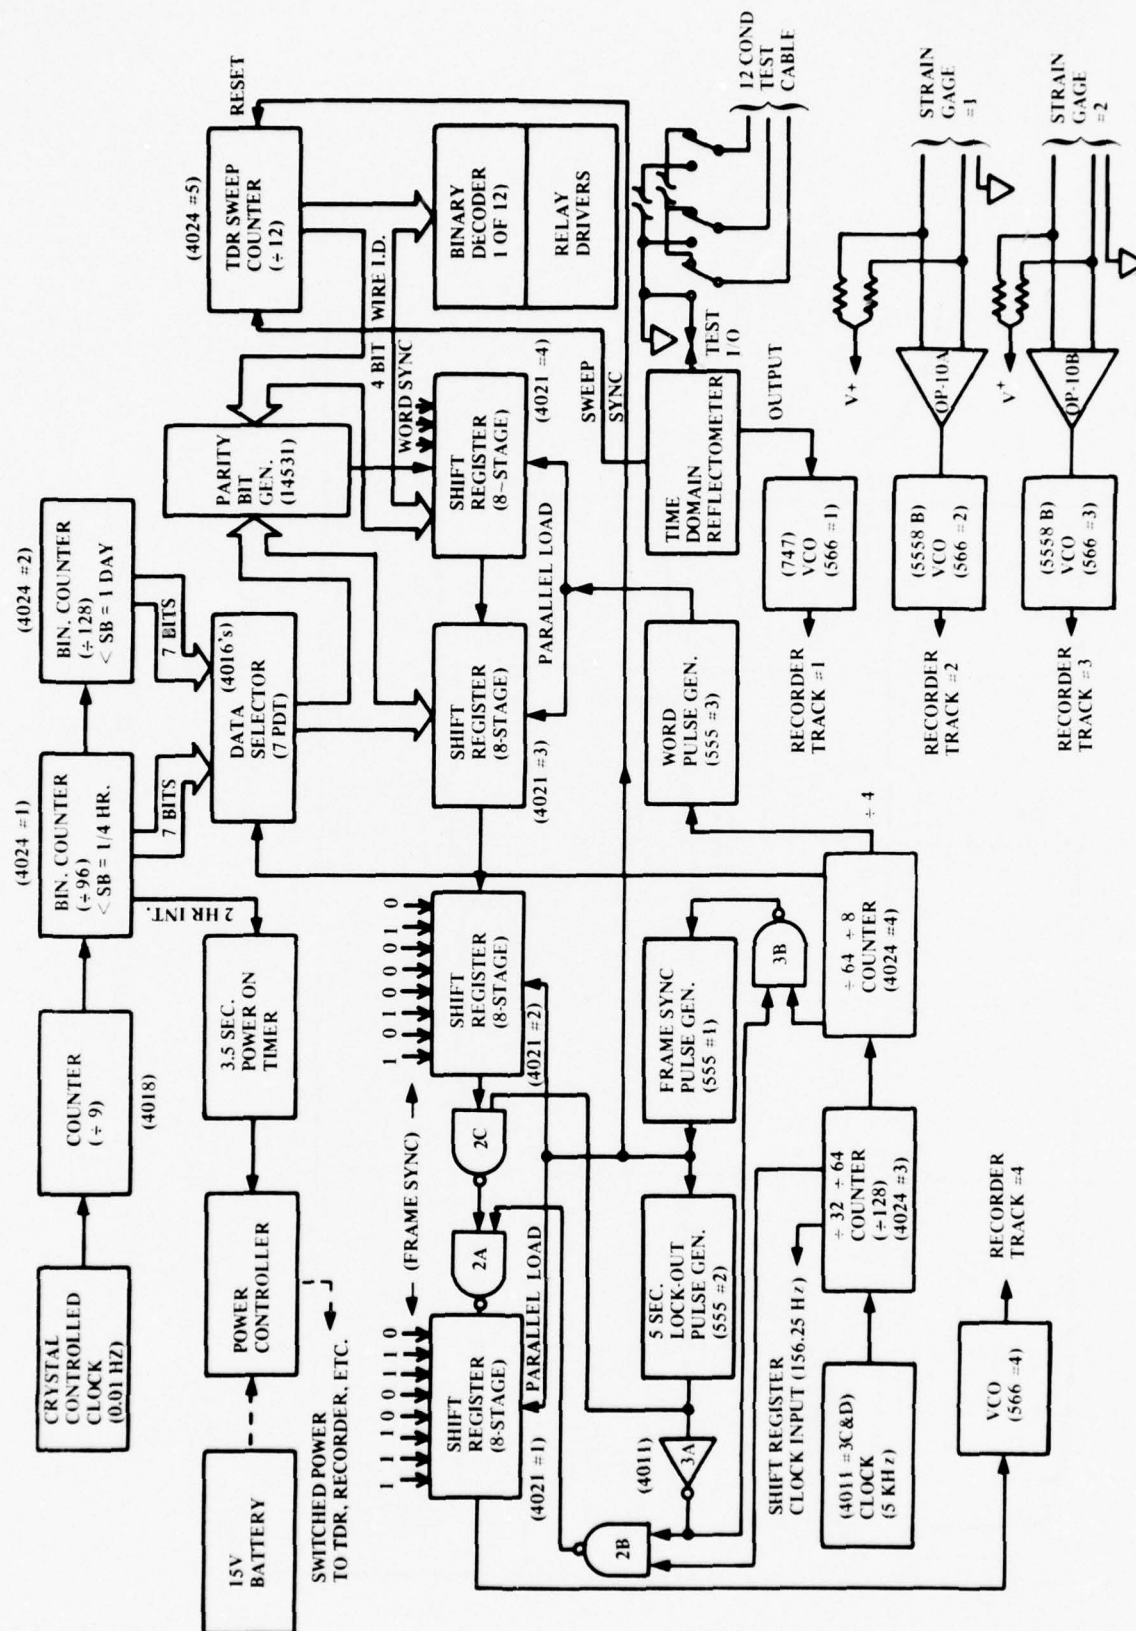 CRYSTAL
CONTROLLED
CLOCK
(0.01 HZ)
COUNTER
(÷ 9)
(4018)
(4024 #1)
BIN. COUNTER
(÷ 96)
< SB = 1/4 HR.
(4024 #2)
BIN. COUNTER
(÷ 128)
< SB = 1 DAY
7 BITS
7 BITS
2 HR INT.
15V
BATTERY
POWER
CONTROLLER
3.5 SEC.
POWER ON
TIMER
(4016's)
DATA
SELECTOR
(7 PDT)
PARITY
BIT
GEN.
(14531)
(4024 #5)
TDR SWEEP
COUNTER
(÷ 12)
RESET
SWITCHED POWER
TO TDR, RECORDER, ETC.
4 BIT WIRE I.D.
WORD SYNC
1 1 1 0 0 1 1 0
(FRAME SYNC)
1 0 1 0 0 0 1 0
SHIFT
REGISTER
(8-STAGE)
(4021 #1)
2A
2C
SHIFT
REGISTER
(8-STAGE)
(4021 #2)
SHIFT
REGISTER
(8-STAGE)
(4021 #3)
SHIFT
REGISTER
(8-STAGE)
(4021 #4)
BINARY
DECODER
1 OF 12)
RELAY
DRIVERS
PARALLEL LOAD
PARALLEL LOAD
SWEEP
SYNC
2B
(4011)
3A
5 SEC.
LOCK-OUT
PULSE GEN.
(555 #2)
FRAME SYNC
PULSE GEN.
(555 #1)
WORD
PULSE GEN.
(555 #3)
TIME
DOMAIN
REFLECTOMETER
TEST
I/O
12 COND
TEST
CABLE
OUTPUT
3B
SHIFT REGISTER
CLOCK INPUT (156.25 Hz)
(4011 #3C&D)
CLOCK
(5 KHz)
÷ 32 ÷ 64
COUNTER
(÷128)
(4024 #3)
÷ 64 ÷ 8
COUNTER
(4024 #4)
÷ 4
RECORDER
TRACK #1
(747)
VCO
(566 #1)
V+
RECORDER
TRACK #2
(5558 B)
VCO
(566 #2)
OP-10A
STRAIN
GAGE
#1
VCO
(566 #4)
RECORDER
TRACK #4
RECORDER
TRACK #3
(5558 B)
VCO
(566 #3)
V+
OP-10B
STRAIN
GAGE
#2